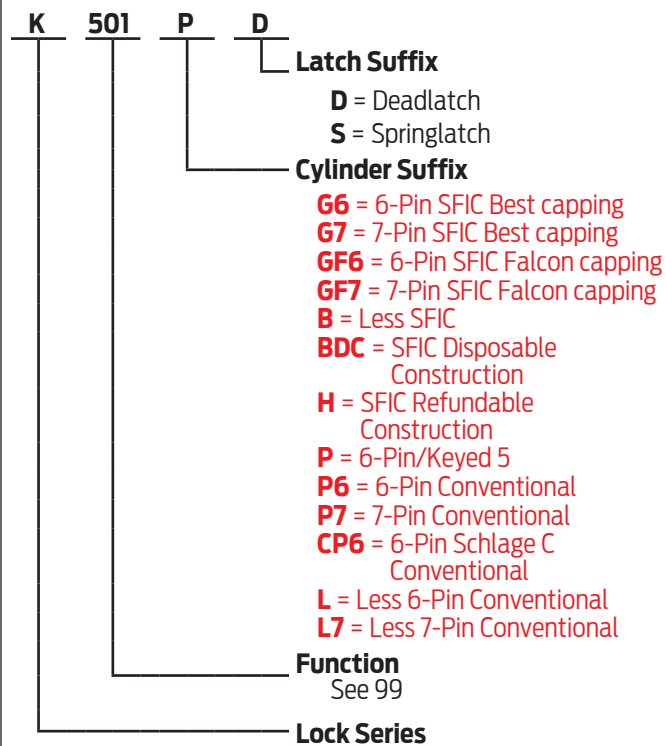 K 501 P D
Latch Suffix
D = Deadlatch
S = Springlatch
Cylinder Suffix
G6 = 6-Pin SFIC Best capping
G7 = 7-Pin SFIC Best capping
GF6 = 6-Pin SFIC Falcon capping
GF7 = 7-Pin SFIC Falcon capping
B = Less SFIC
BDC = SFIC Disposable
Construction
H = SFIC Refundable
Construction
P = 6-Pin/Keyed 5
P6 = 6-Pin Conventional
P7 = 7-Pin Conventional
CP6 = 6-Pin Schlage C
Conventional
L = Less 6-Pin Conventional
L7 = Less 7-Pin Conventional
Function
See 99
Lock Series